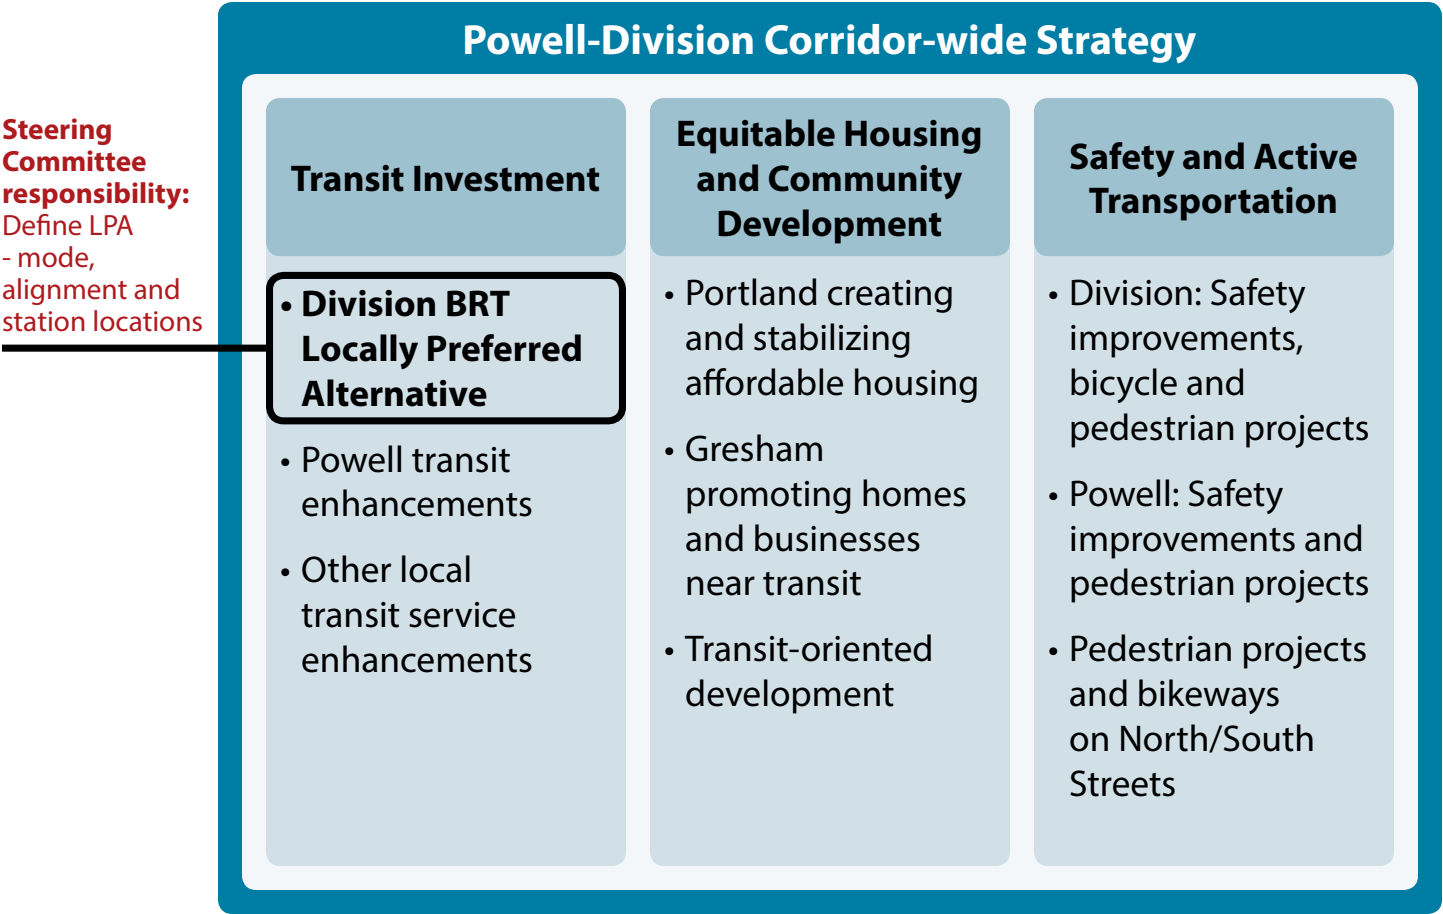 Powell-Division Corridor-wide Strategy
Steering
Committee
responsibility:
Define LPA
- mode,
alignment and
station locations
Transit Investment
• Division BRT
Locally Preferred
Alternative
• Powell transit
enhancements
• Other local
transit service
enhancements
Equitable Housing
and Community
Development
• Portland creating
and stabilizing
affordable housing
• Gresham
promoting homes
and businesses
near transit
• Transit-oriented
development
Safety and Active
Transportation
• Division: Safety
improvements,
bicycle and
pedestrian projects
• Powell: Safety
improvements and
pedestrian projects
• Pedestrian projects
and bikeways
on North/South
Streets